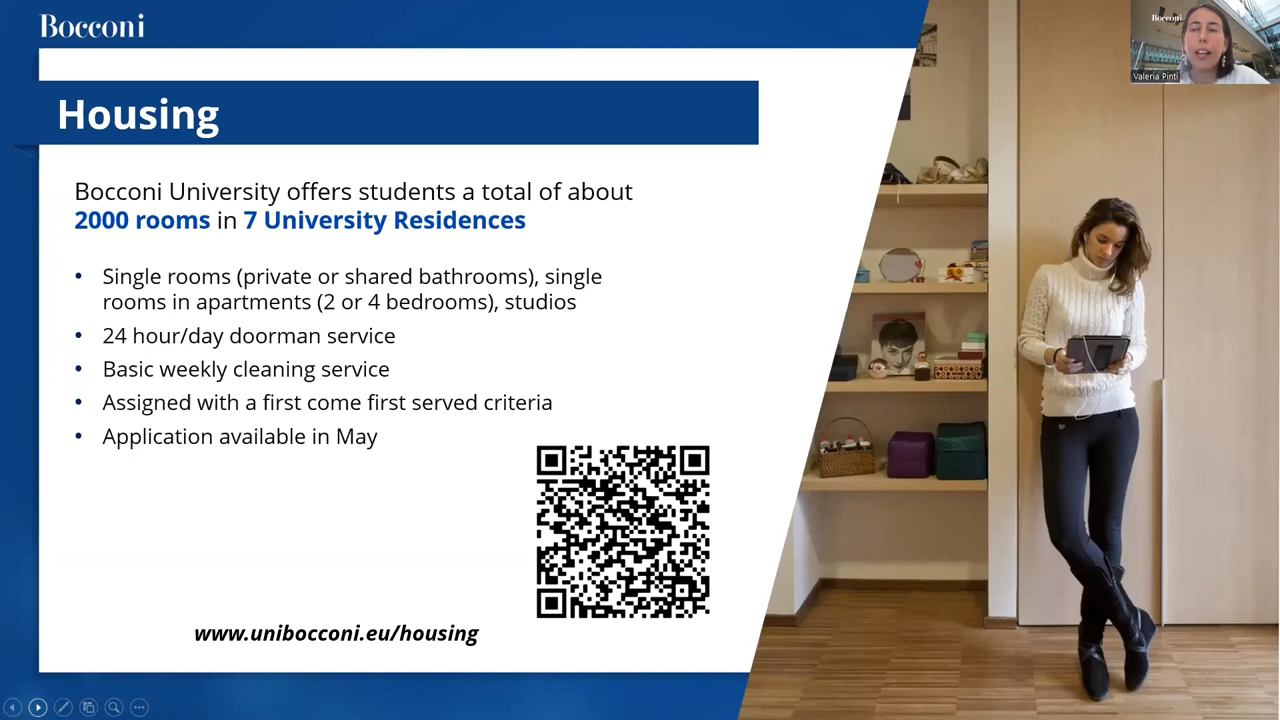 Bocconi
Bocconi
Valeria Pinti
Housing
Bocconi University offers students a total of about
2000 rooms in 7 University Residences
• Single rooms (private or shared bathrooms), single
rooms in apartments (2 or 4 bedrooms), studios
• 24 hour/day doorman service
• Basic weekly cleaning service
• Assigned with a first come first served criteria
• Application available in May
www.unibocconi.eu/housing